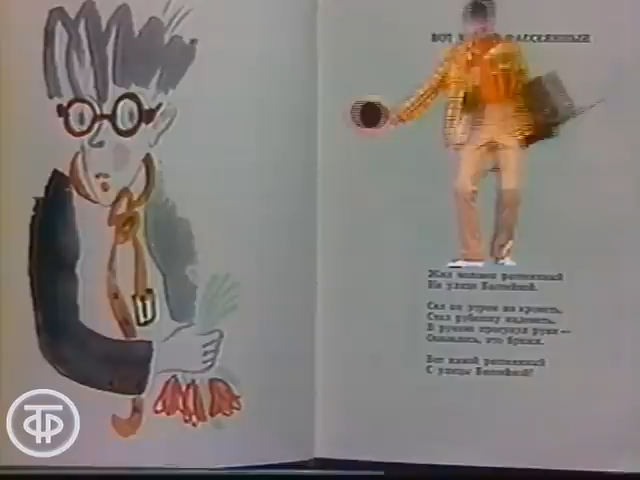 ВОТ РАССЕЯННЫЙ
Жил человек рассеянный
На улице Бассейной.
Сел он утром на кровать,
Стал рубашку надевать,
В рукава просунул руки —
Оказалось, это брюки.
Вот какой рассеянный
С улицы Бассейной!